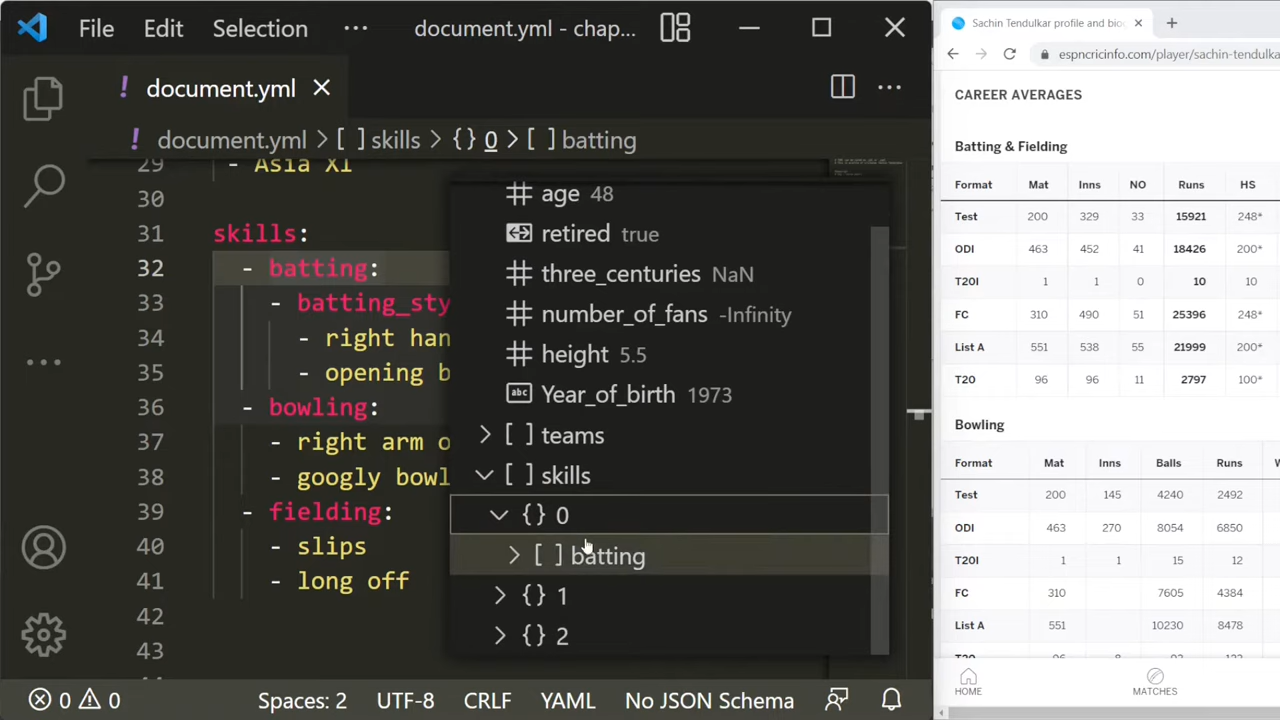 File Edit Selection ··· document.yml - chap...
! document.yml
! document.yml > [ ] skills > {} 0 > [ ] batting
29 - Asia XI
30
31 skills:
32 - batting:
33 - batting_sty
34 - right han
35 - opening b
36 - bowling:
37 - right arm o
38 - googly bowl
39 - fielding:
40 - slips
41 - long off
42
43
# age 48
retired true
# three_centuries NaN
# number_of_fans -Infinity
# height 5.5
abc Year_of_birth 1973
[ ] teams
[ ] skills
{} 0
[ ] batting
{} 1
{} 2
0 0 Spaces: 2 UTF-8 CRLF YAML No JSON Schema
Sachin Tendulkar profile and bio
espncricinfo.com/player/sachin-tendulka
CAREER AVERAGES
Batting & Fielding
Format Mat Inns NO Runs HS
Test 200 329 33 15921 248*
ODI 463 452 41 18426 200*
T20I 1 1 0 10 10
FC 310 490 51 25396 248*
List A 551 538 55 21999 200*
T20 96 96 11 2797 100*
Bowling
Format Mat Inns Balls Runs
Test 200 145 4240 2492
ODI 463 270 8054 6850
T20I 1 1 15 12
FC 310 7605 4384
List A 551 10230 8478
HOME MATCHES